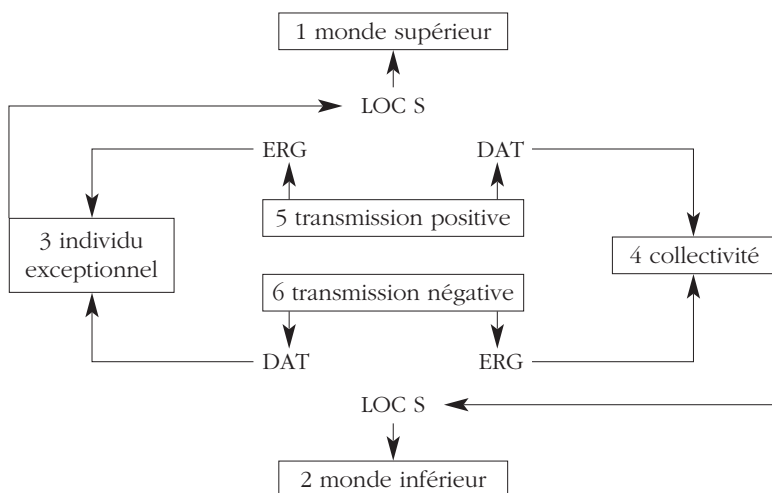 1 monde supérieur
LOC S
ERG
DAT
5 transmission positive
3 individu
exceptionnel
4 collectivité
6 transmission négative
DAT
ERG
LOC S
2 monde inférieur